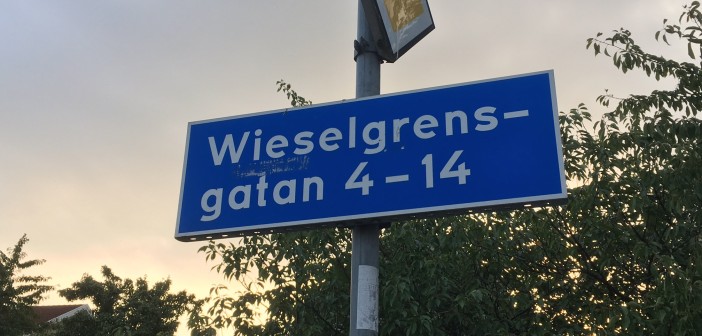 Wieselgrens-
gatan 4-14